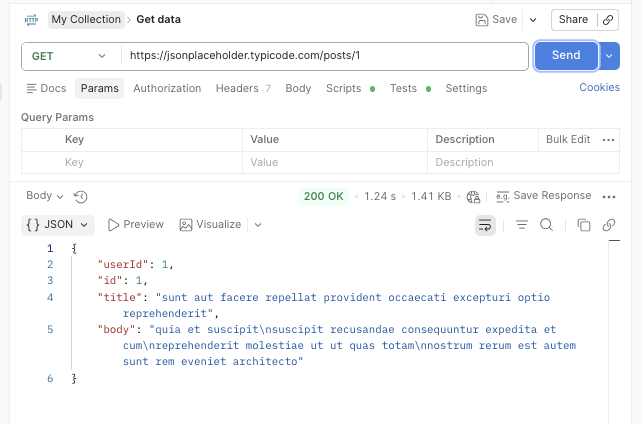 HTTP My Collection > Get data Save Share
GET https://jsonplaceholder.typicode.com/posts/1 Send
Docs Params Authorization Headers 7 Body Scripts Tests Settings Cookies
Query Params
Key Value Description Bulk Edit
Key Value Description
Body 200 OK • 1.24 s • 1.41 KB • e.g. Save Response
{ } JSON Preview Visualize
1 {
2 "userId": 1,
3 "id": 1,
4 "title": "sunt aut facere repellat provident occaecati excepturi optio
reprehenderit",
5 "body": "quia et suscipit\nsuscipit recusandae consequuntur expedita et
cum\nreprehenderit molestiae ut ut quas totam\nnostrum rerum est autem
sunt rem eveniet architecto"
6 }